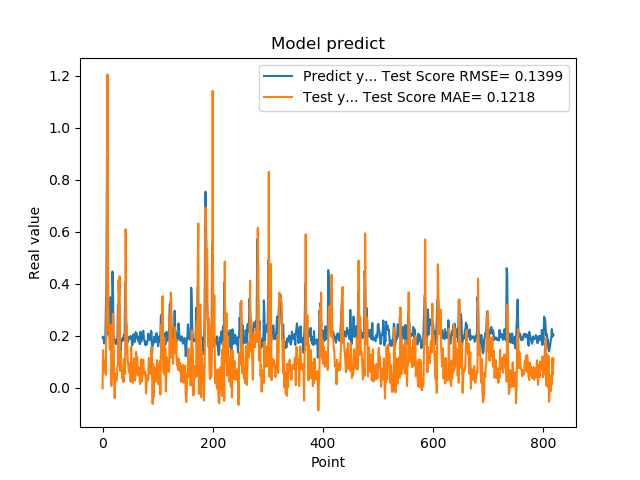 Model predict
Predict y... Test Score RMSE= 0.1399
Test y... Test Score MAE= 0.1218
Real value
1.2
1.0
0.8
0.6
0.4
0.2
0.0
0 200 400 600 800
Point